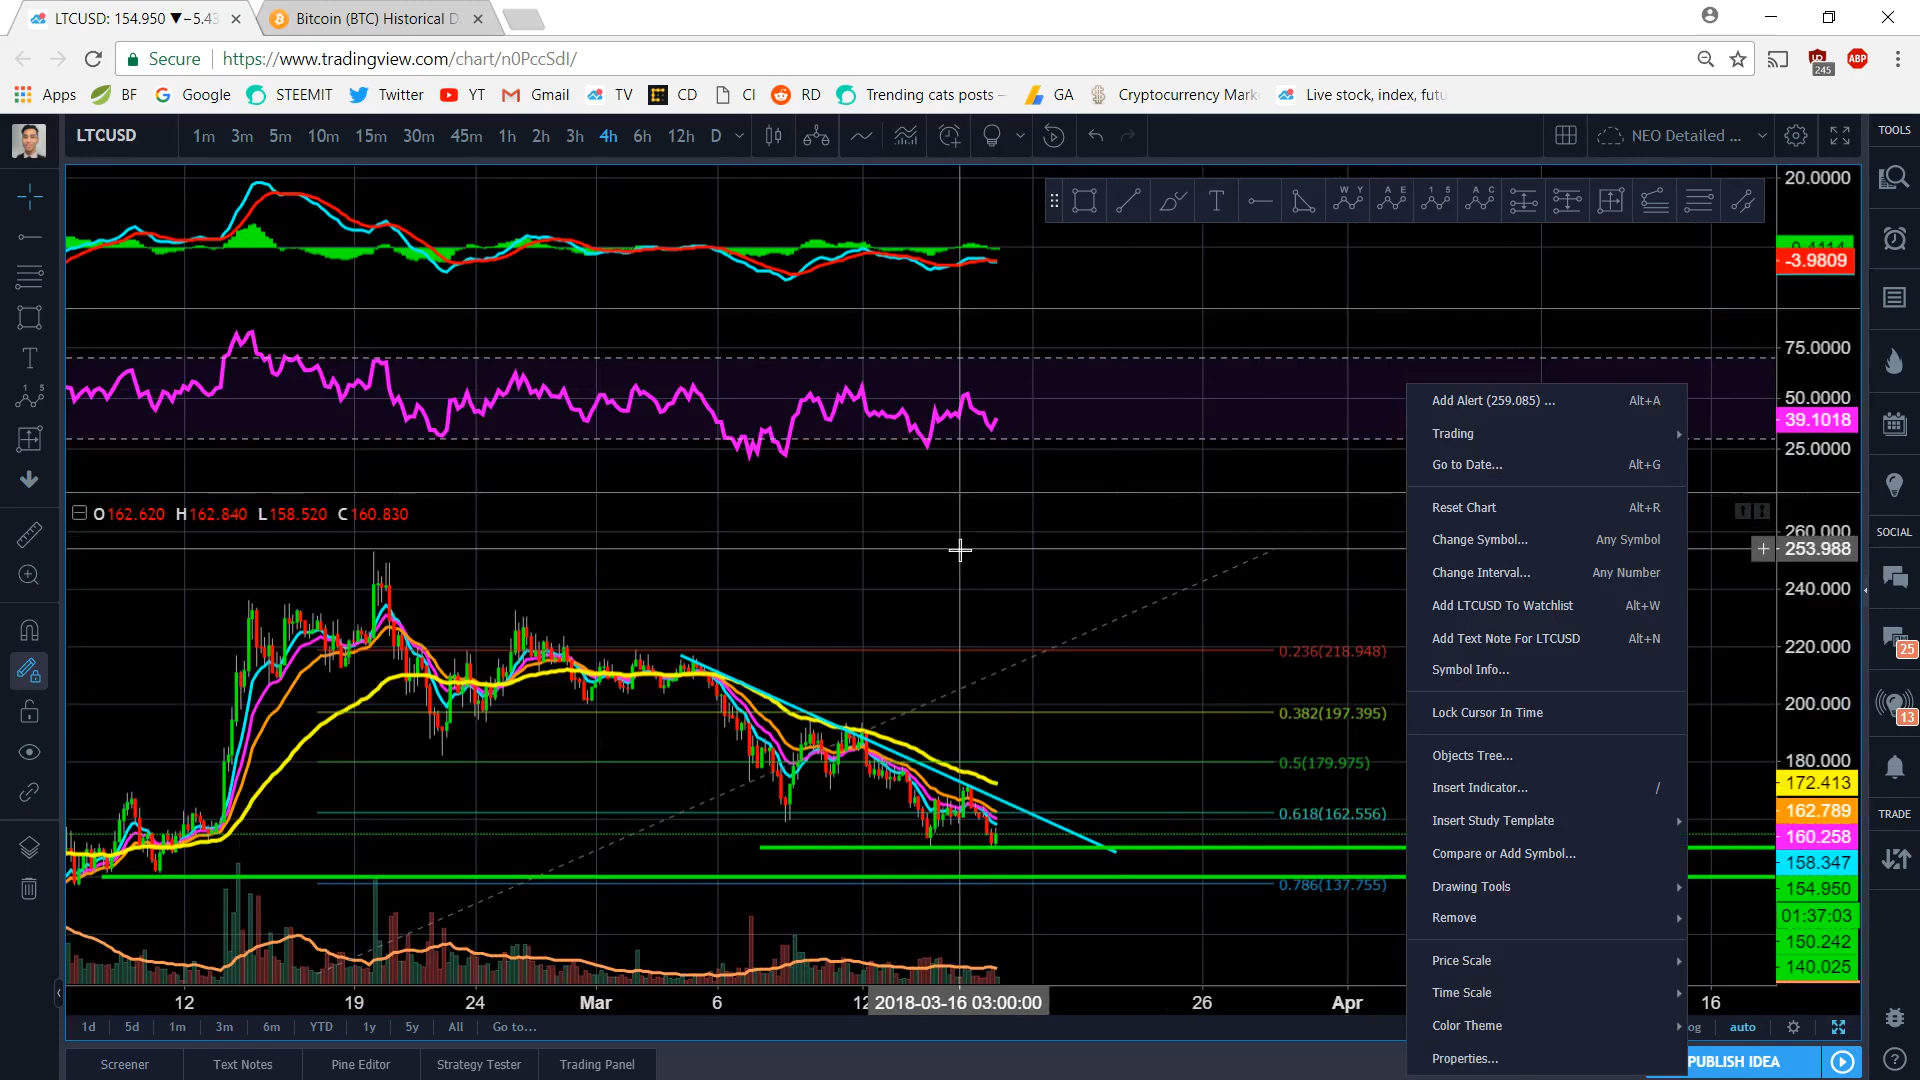 LTCUSD: 154.950 ▼−5.43
Bitcoin (BTC) Historical D
Secure https://www.tradingview.com/chart/n0PccSdI/
245 ABP
Apps BF Google STEEMIT Twitter YT Gmail TV CD CI RD Trending cats posts – GA Cryptocurrency Mark Live stock, index, futu
LTCUSD 1m 3m 5m 10m 15m 30m 45m 1h 2h 3h 4h 6h 12h D NEO Detailed ... TOOLS
20.0000
-3.9809
75.0000
50.0000
39.1018
25.0000
O162.620 H162.840 L158.520 C160.830
260.000
253.988
240.000
220.000
200.000
180.000
172.413
162.789
160.258
158.347
154.950
01:37:03
150.242
140.025
0.236(218.948)
0.382(197.395)
0.5(179.975)
0.618(162.556)
0.786(137.755)
Add Alert (259.085) ... Alt+A
Trading
Go to Date... Alt+G
Reset Chart Alt+R
Change Symbol... Any Symbol
Change Interval... Any Number
Add LTCUSD To Watchlist Alt+W
Add Text Note For LTCUSD Alt+N
Symbol Info...
Lock Cursor In Time
Objects Tree...
Insert Indicator... /
Insert Study Template
Compare or Add Symbol...
Drawing Tools
Remove
Price Scale
Time Scale
Color Theme
Properties...
SOCIAL
25
13
TRADE
12 19 24 Mar 6 12 2018-03-16 03:00:00 26 Apr 16
1d 5d 1m 3m 6m YTD 1y 5y All Go to... og auto
Screener Text Notes Pine Editor Strategy Tester Trading Panel PUBLISH IDEA